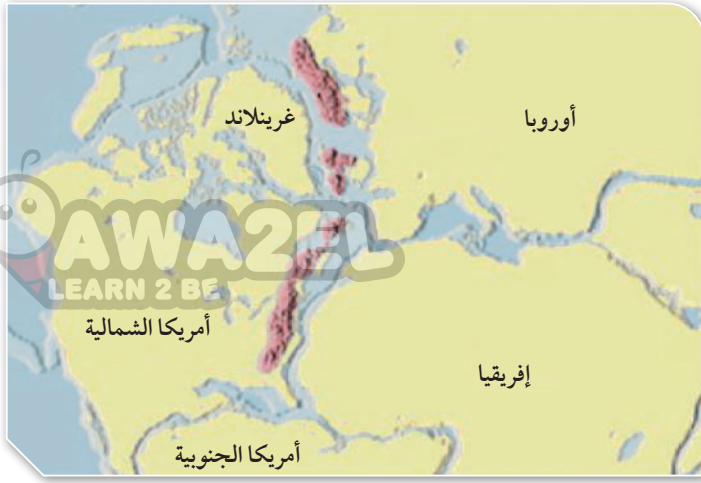 غرينلاند
أوروبا
AWA2EL
LEARN 2 BE
أمريكا الشمالية
إفريقيا
أمريكا الجنوبية